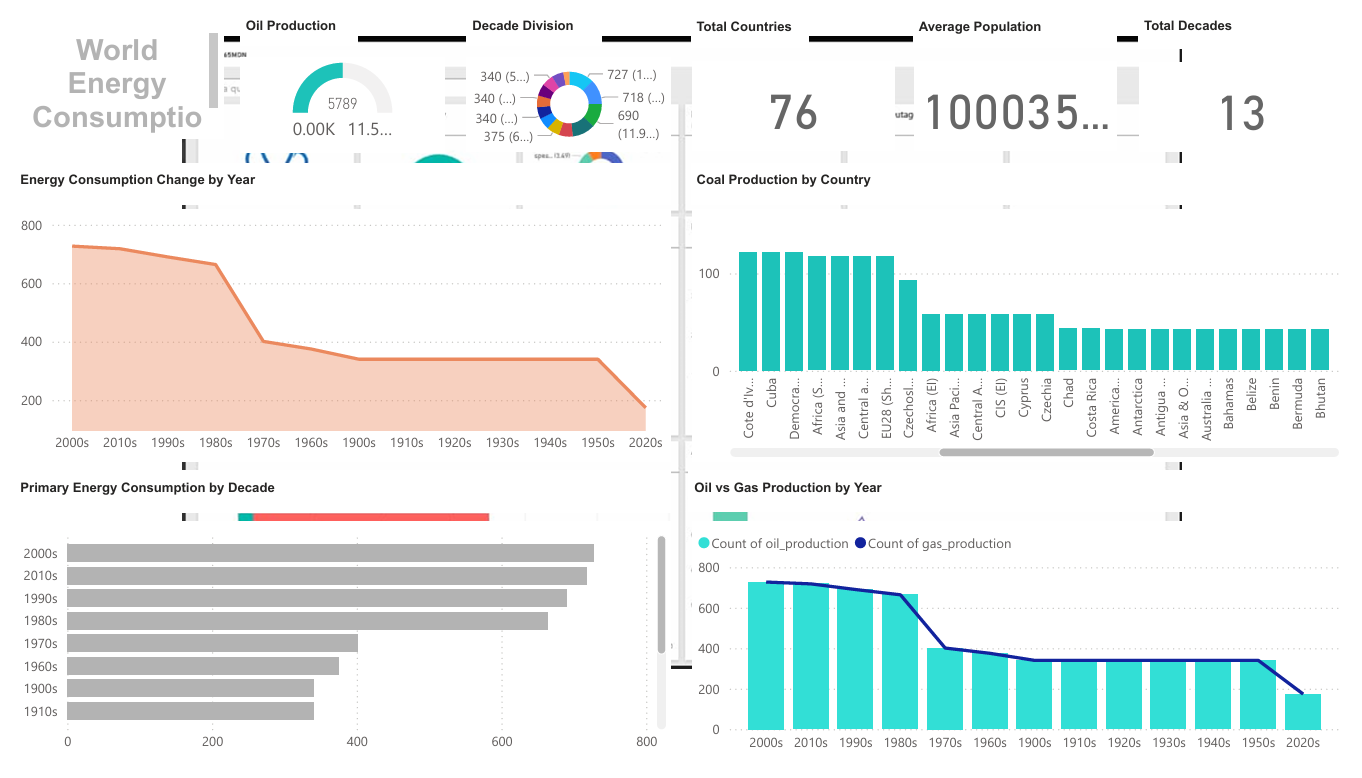 World
Energy
Consumptio
Oil Production
5789
0.00K 11.5...
Decade Division
340 (5...)
340 (...)
340 (...)
375 (6...)
727 (1...)
718 (...)
690
(11.9...)
Total Countries
76
Average Population
100035...
Total Decades
13
utag
Energy Consumption Change by Year
800
600
400
200
2000s 2010s 1990s 1980s 1970s 1960s 1900s 1910s 1920s 1930s 1940s 1950s 2020s
Coal Production by Country
100
0
Cote d'Iv...
Cuba
Democra...
Africa (S...
Asia and ...
Central a...
EU28 (Sh...
Czechosl...
Africa (EI)
Asia Paci...
Central A...
CIS (EI)
Cyprus
Czechia
Chad
Costa Rica
America...
Antarctica
Antigua ...
Asia & O...
Australia ...
Bahamas
Belize
Benin
Bermuda
Bhutan
Primary Energy Consumption by Decade
2000s
2010s
1990s
1980s
1970s
1960s
1900s
1910s
0 200 400 600 800
Oil vs Gas Production by Year
Count of oil_production Count of gas_production
800
600
400
200
0
2000s 2010s 1990s 1980s 1970s 1960s 1900s 1910s 1920s 1930s 1940s 1950s 2020s